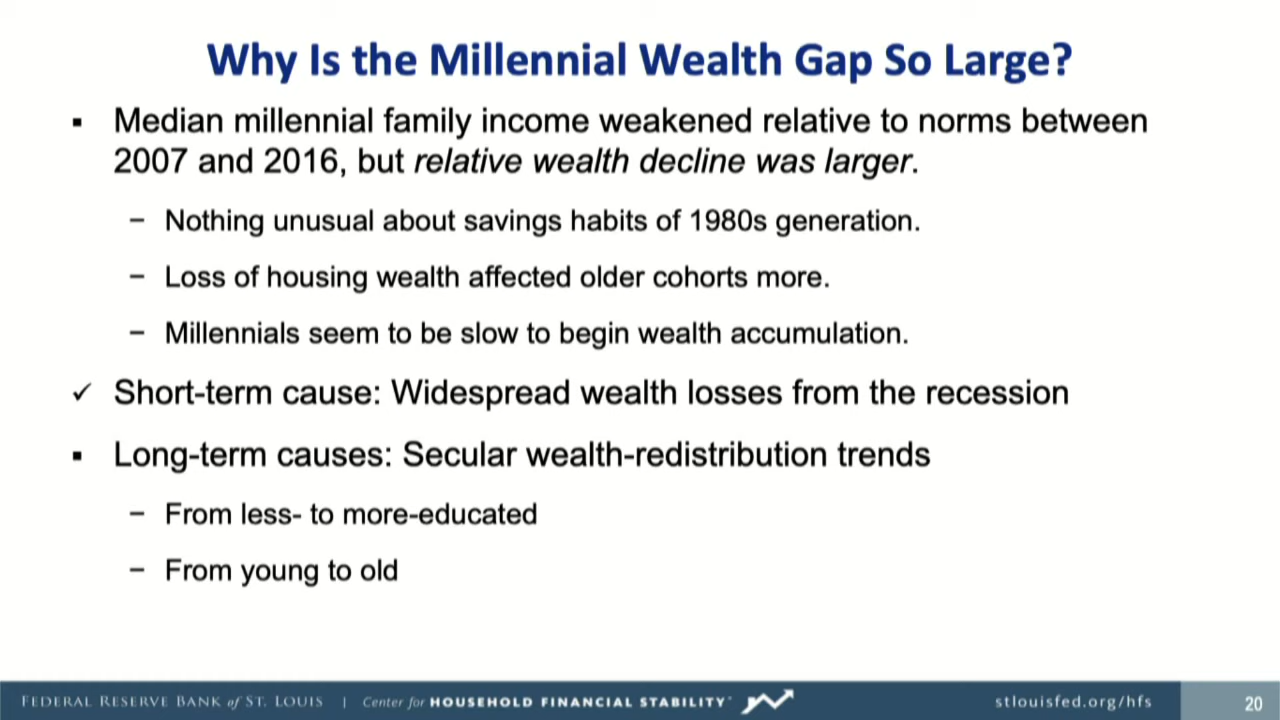 Why Is the Millennial Wealth Gap So Large?
▪ Median millennial family income weakened relative to norms between
2007 and 2016, but relative wealth decline was larger.
− Nothing unusual about savings habits of 1980s generation.
− Loss of housing wealth affected older cohorts more.
− Millennials seem to be slow to begin wealth accumulation.
✓ Short-term cause: Widespread wealth losses from the recession
▪ Long-term causes: Secular wealth-redistribution trends
− From less- to more-educated
− From young to old
FEDERAL RESERVE BANK of ST. LOUIS | Center for HOUSEHOLD FINANCIAL STABILITY stlouisfed.org/hfs 20